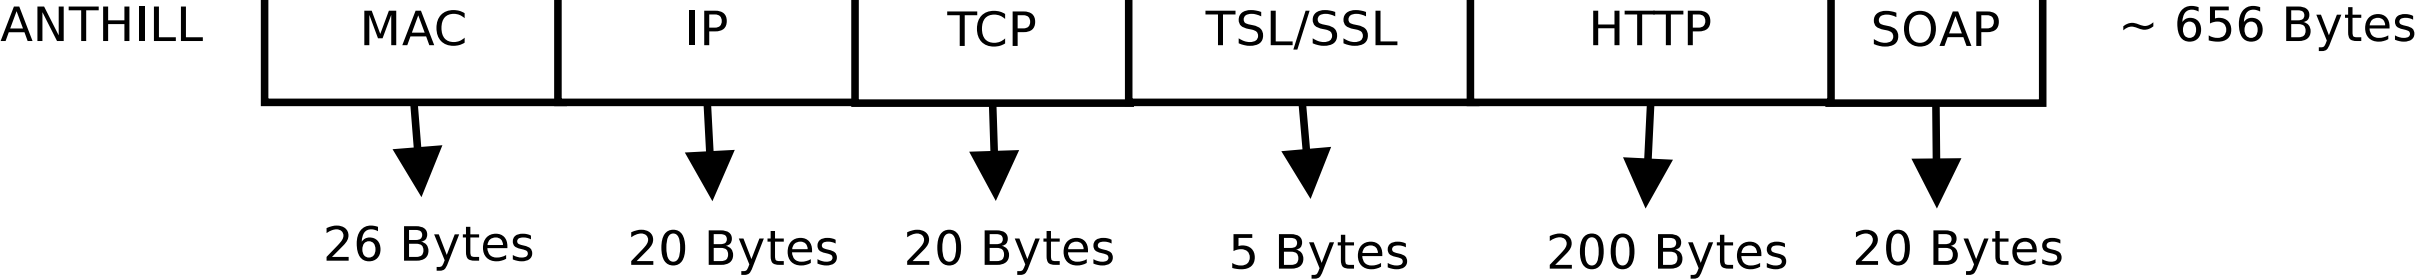 ANTHILL MAC IP TCP TSL/SSL HTTP SOAP ~ 656 Bytes
26 Bytes 20 Bytes 20 Bytes 5 Bytes 200 Bytes 20 Bytes